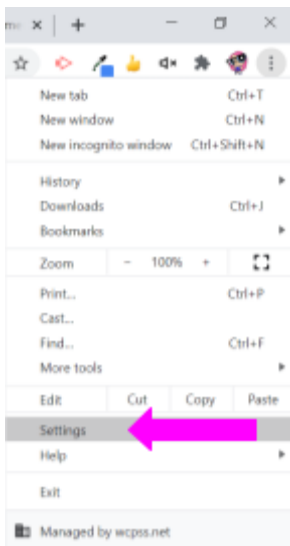 New tab Ctrl+T
New window Ctrl+N
New incognito window Ctrl+Shift+N
History
Downloads Ctrl+J
Bookmarks
Zoom - 100% +
Print... Ctrl+P
Cast...
Find... Ctrl+F
More tools
Edit Cut Copy Paste
Settings
Help
Exit
Managed by wcpss.net